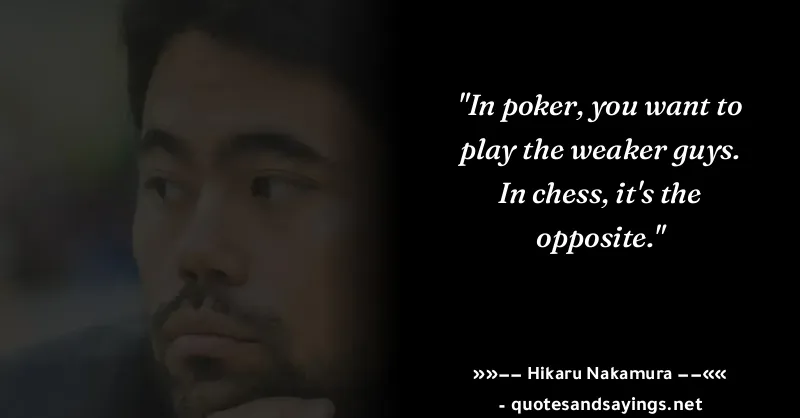 "In poker, you want to
play the weaker guys.
In chess, it's the
opposite."
»»−− Hikaru Nakamura −−««
- quotesandsayings.net